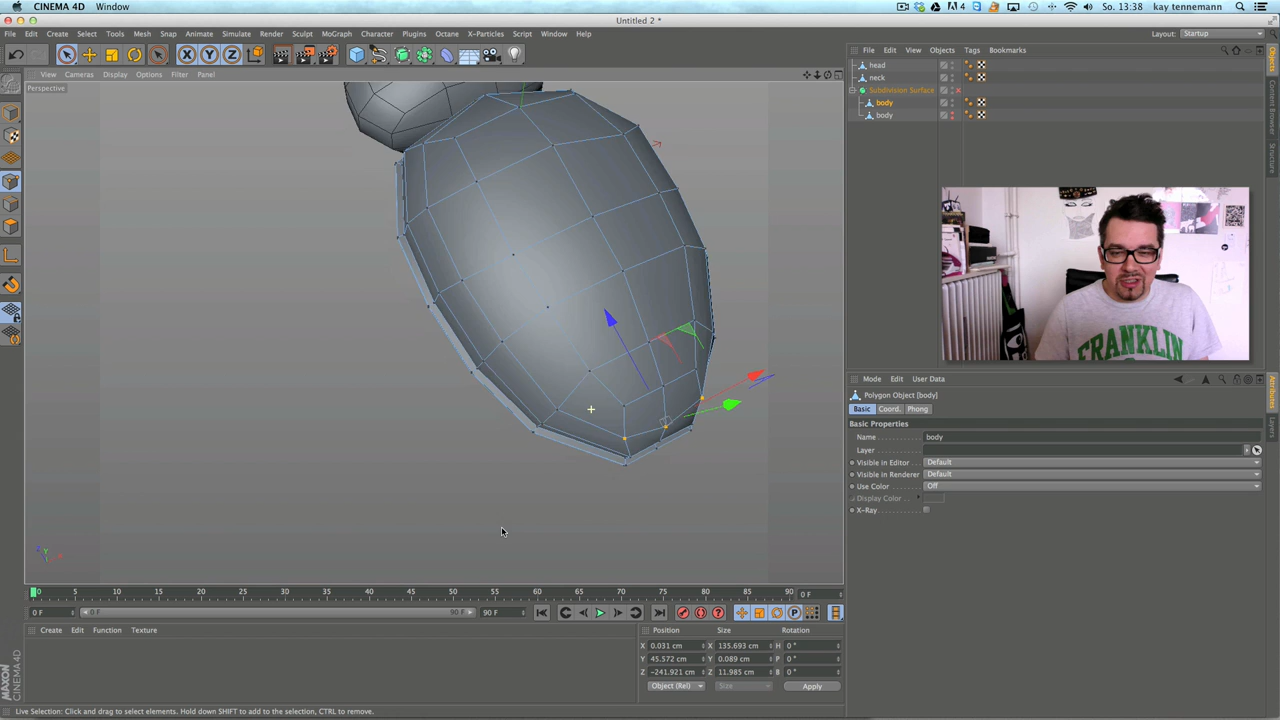 CINEMA 4D Window
4 So. 13:38 kay tennemann
Untitled 2 *
File Edit Create Select Tools Mesh Snap Animate Simulate Render Sculpt MoGraph Character Plugins Octane X-Particles Script Window Help
Layout: Startup
View Cameras Display Options Filter Panel
Perspective
File Edit View Objects Tags Bookmarks
head
neck
Subdivision Surface
body
body
Objects
Content Browser
Structure
FRANKLIN
Mode Edit User Data
Polygon Object [body]
Basic Coord. Phong
Basic Properties
Name body
Layer
Visible in Editor Default
Visible in Renderer Default
Use Color Off
Display Color
X-Ray
Attributes
Layers
0 5 10 15 20 25 30 35 40 45 50 55 60 65 70 75 80 85 90 0 F
0 F 0 F 90 F 90 F
Create Edit Function Texture
Position Size Rotation
X 0.031 cm X 135.693 cm H 0 °
Y 45.572 cm Y 0.089 cm P 0 °
Z -241.921 cm Z 11.985 cm B 0 °
Object (Rel) Size Apply
MAXON CINEMA 4D
Live Selection: Click and drag to select elements. Hold down SHIFT to add to the selection, CTRL to remove.